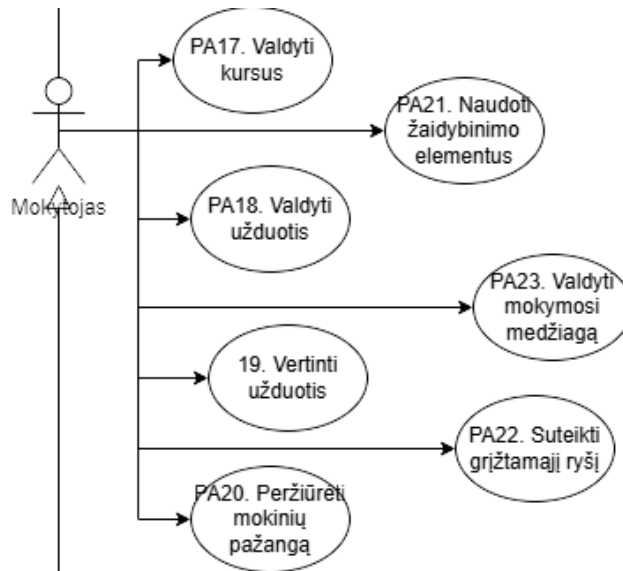 PA17. Valdyti
kursus
PA21. Naudoti
žaidybinimo
elementus
Mokytojas
PA18. Valdyti
užduotis
PA23. Valdyti
mokymosi
medžiagą
19. Vertinti
užduotis
PA22. Suteikti
grįžtamąjį ryšį
PA20. Peržiūrėti
mokinių
pažangą